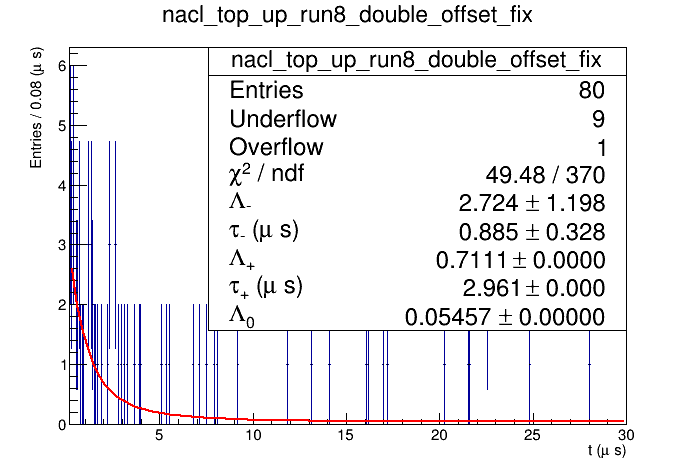 nacl_top_up_run8_double_offset_fix
Entries / 0.08 (μ s)
nacl_top_up_run8_double_offset_fix
Entries 80
Underflow 9
Overflow 1
χ² / ndf 49.48 / 370
Λ₋ 2.724 ± 1.198
τ₋ (μ s) 0.885 ± 0.328
Λ₊ 0.7111 ± 0.0000
τ₊ (μ s) 2.961 ± 0.000
Λ₀ 0.05457 ± 0.00000
6
5
4
3
2
1
0
5 10 15 20 25 30
t (μ s)